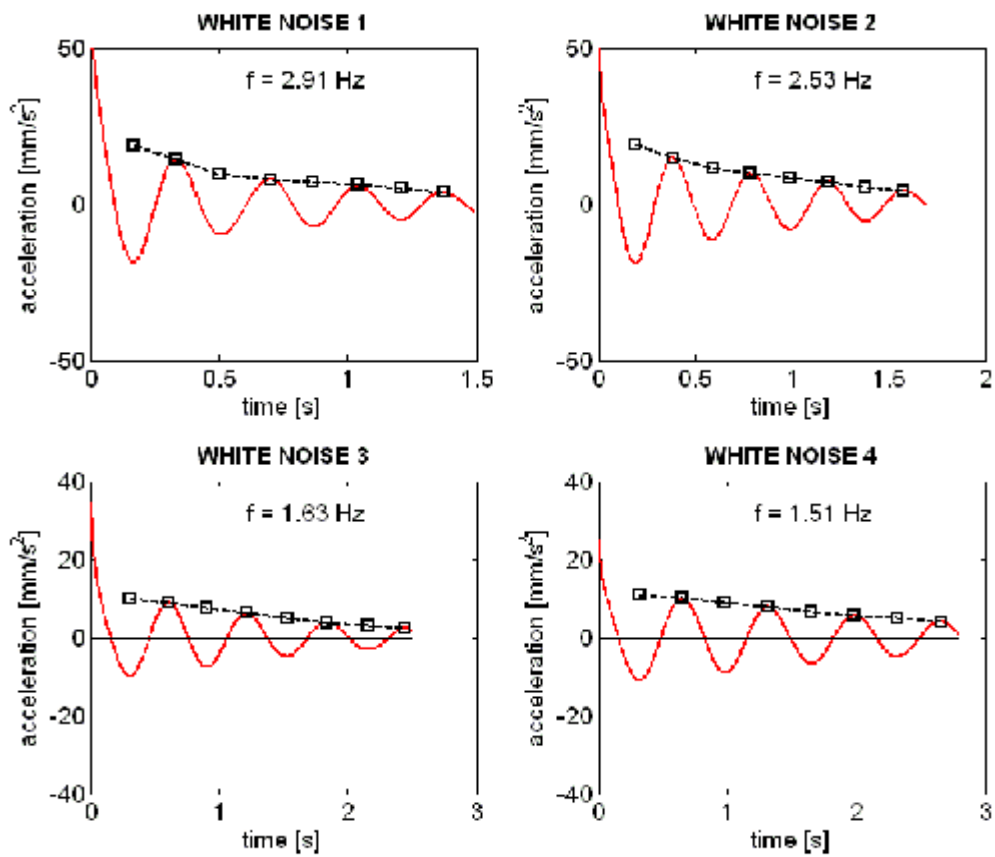 WHITE NOISE 1
f = 2.91 Hz
50
0
-50
acceleration [mm/s²]
0
0.5
1
1.5
time [s]
WHITE NOISE 2
f = 2.53 Hz
50
0
-50
acceleration [mm/s²]
0
0.5
1
1.5
2
time [s]
WHITE NOISE 3
f = 1.63 Hz
40
20
0
-20
-40
acceleration [mm/s²]
0
1
2
3
time [s]
WHITE NOISE 4
f = 1.51 Hz
40
20
0
-20
-40
acceleration [mm/s²]
0
1
2
3
time [s]